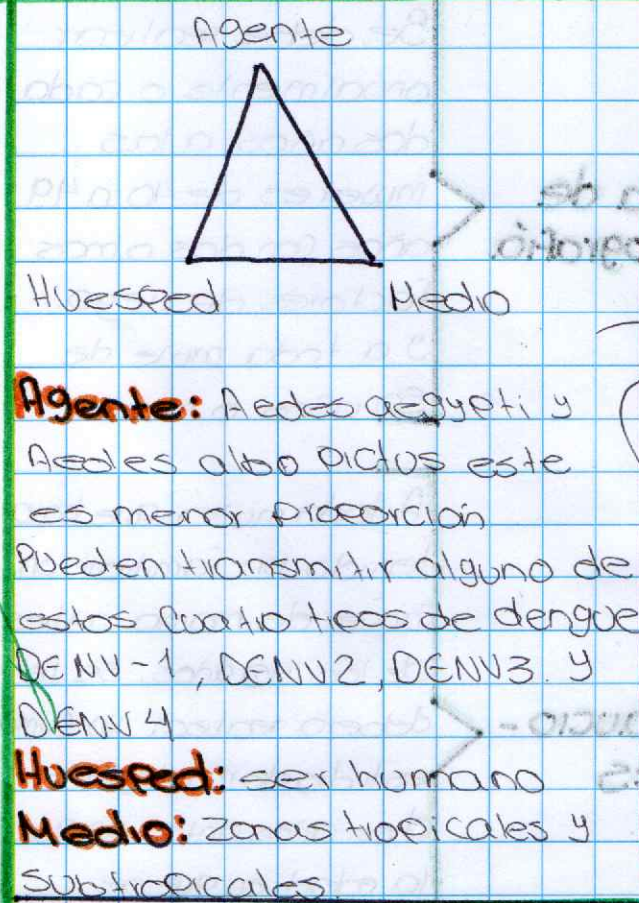 Agente
Huesped Medio
Agente: Aedes aegypti y
Aedes albo pictus este
es menor proporción
Pueden transmitir alguno de
estos cuatro tipos de dengue
DENV-1, DENV2, DENV3. y
DENV 4
Huesped: ser humano
Medio: zonas tropicales y
subtropicales.